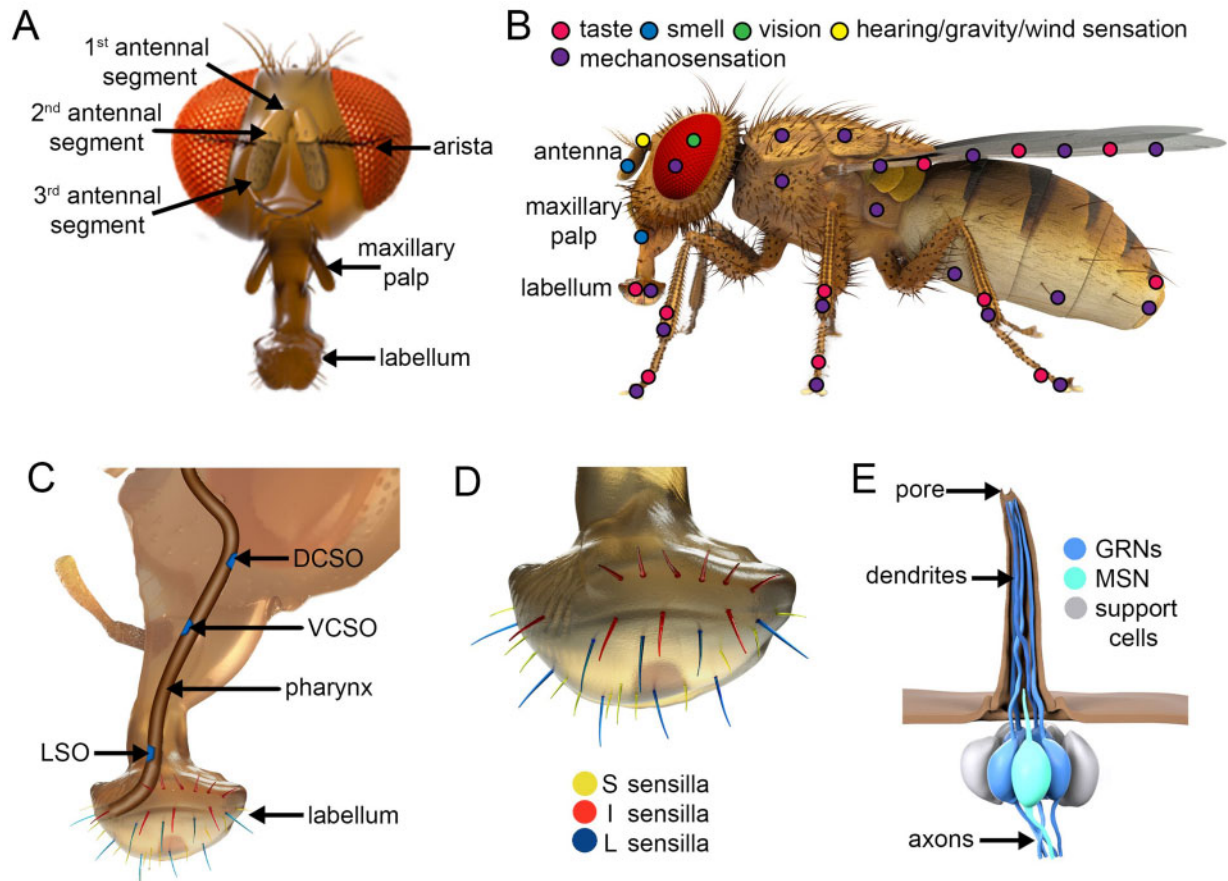 A
1st antennal
segment
2nd antennal
segment
3rd antennal
segment
arista
maxillary
palp
labellum
B
taste smell vision hearing/gravity/wind sensation
mechanosensation
antenna
maxillary
palp
labellum
C
DCSO
VCSO
pharynx
LSO
labellum
D
S sensilla
I sensilla
L sensilla
E
pore
dendrites
GRNs
MSN
support
cells
axons